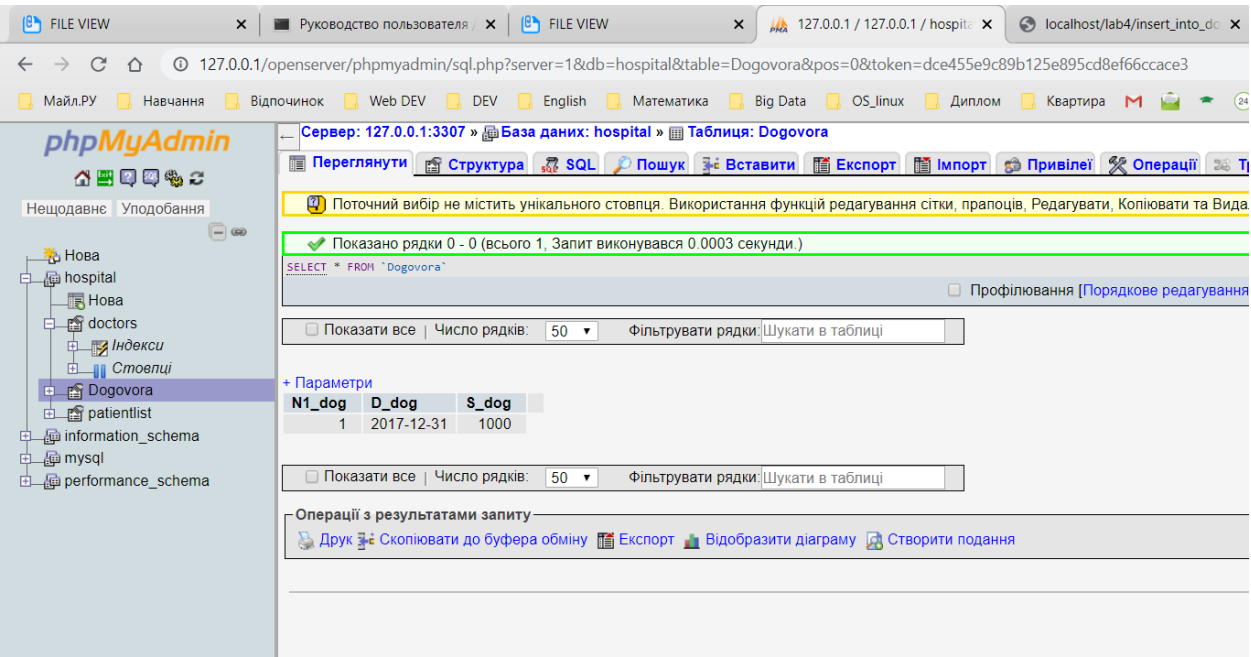 FILE VIEW
Руководство пользователя /
FILE VIEW
127.0.0.1 / 127.0.0.1 / hospita
localhost/lab4/insert_into_do
127.0.0.1/openserver/phpmyadmin/sql.php?server=1&db=hospital&table=Dogovora&pos=0&token=dce455e9c89b125e895cd8ef66ccace3
Майл.РУ Навчання Відпочинок Web DEV DEV English Математика Big Data OS_linux Диплом Квартира
phpMyAdmin
Нещодавнє Уподобання
Нова
hospital
Нова
doctors
Індекси
Стовпці
Dogovora
patientlist
information_schema
mysql
performance_schema
Сервер: 127.0.0.1:3307 » База даних: hospital » Таблиця: Dogovora
Переглянути Структура SQL Пошук Вставити Експорт Імпорт Привілеї Операції Тр
Поточний вибір не містить унікального стовпця. Використання функцій редагування сітки, прапоців, Редагувати, Копіювати та Вида
Показано рядки 0 - 0 (всього 1, Запит виконувався 0.0003 секунди.)
SELECT * FROM `Dogovora`
Профілювання [Порядкове редагування
Показати все | Число рядків: 50 Фільтрувати рядки: Шукати в таблиці
+ Параметри
N1_dog D_dog S_dog
1 2017-12-31 1000
Показати все | Число рядків: 50 Фільтрувати рядки: Шукати в таблиці
Операції з результатами запиту
Друк Скопіювати до буфера обміну Експорт Відобразити діаграму Створити подання